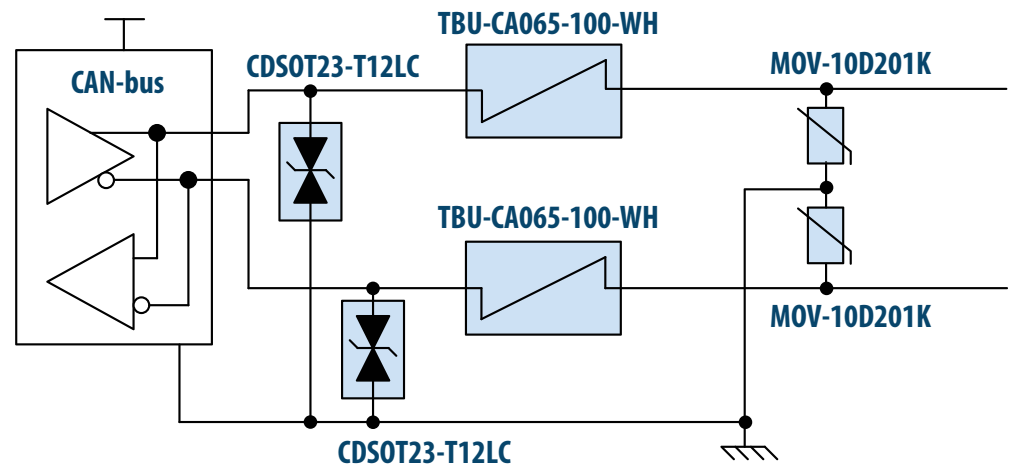 TBU-CA065-100-WH
CDSOT23-T12LC
MOV-10D201K
CAN-bus
TBU-CA065-100-WH
MOV-10D201K
CDSOT23-T12LC